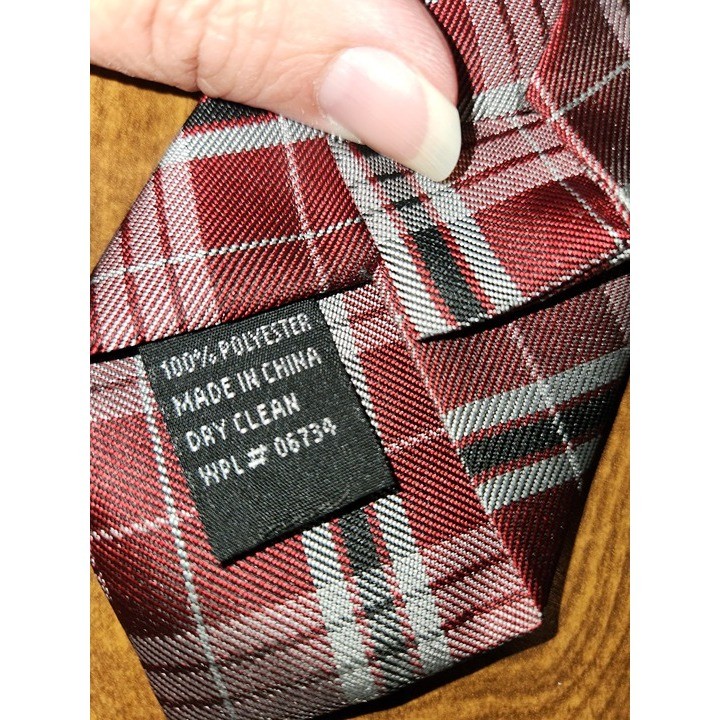 100% POLYESTER
MADE IN CHINA
DRY CLEAN
WPL# 06734